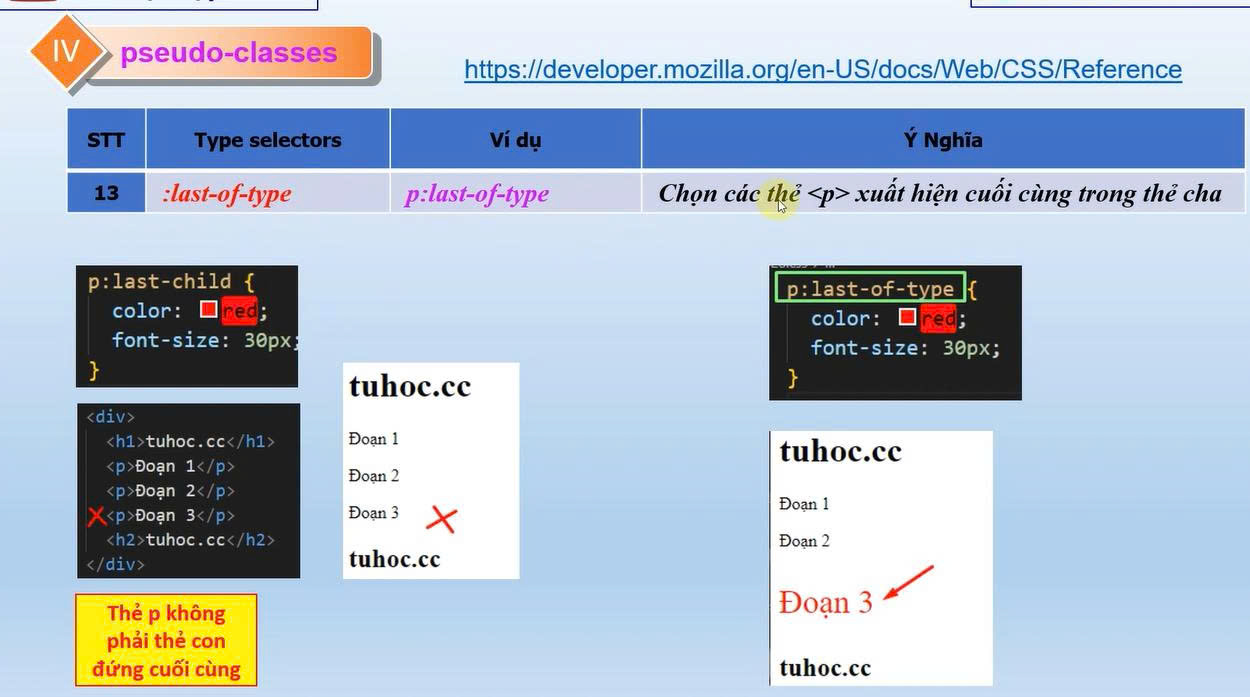 IV
pseudo-classes
https://developer.mozilla.org/en-US/docs/Web/CSS/Reference
STT Type selectors Ví dụ Ý Nghĩa
13 :last-of-type p:last-of-type Chọn các thẻ <p> xuất hiện cuối cùng trong thẻ cha
p:last-child {
color: red;
font-size: 30px;
}
<div>
<h1>tuhoc.cc</h1>
<p>Đoạn 1</p>
<p>Đoạn 2</p>
<p>Đoạn 3</p>
<h2>tuhoc.cc</h2>
</div>
Thẻ p không
phải thẻ con
đứng cuối cùng
tuhoc.cc
Đoạn 1
Đoạn 2
Đoạn 3
tuhoc.cc
p:last-of-type {
color: red;
font-size: 30px;
}
tuhoc.cc
Đoạn 1
Đoạn 2
Đoạn 3
tuhoc.cc